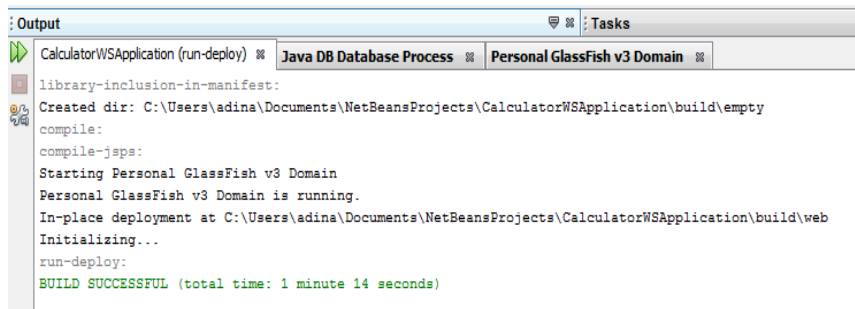 Output Tasks
CalculatorWSApplication (run-deploy) Java DB Database Process Personal GlassFish v3 Domain
library-inclusion-in-manifest:
Created dir: C:\Users\adina\Documents\NetBeansProjects\CalculatorWSApplication\build\empty
compile:
compile-jsps:
Starting Personal GlassFish v3 Domain
Personal GlassFish v3 Domain is running.
In-place deployment at C:\Users\adina\Documents\NetBeansProjects\CalculatorWSApplication\build\web
Initializing...
run-deploy:
BUILD SUCCESSFUL (total time: 1 minute 14 seconds)